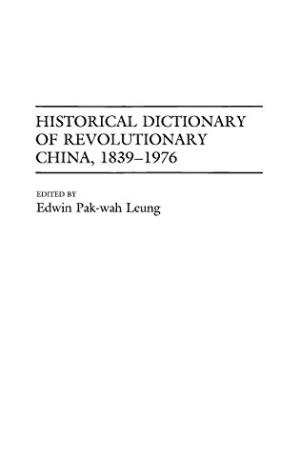 HISTORICAL DICTIONARY
OF REVOLUTIONARY
CHINA, 1839–1976
EDITED BY
Edwin Pak-wah Leung